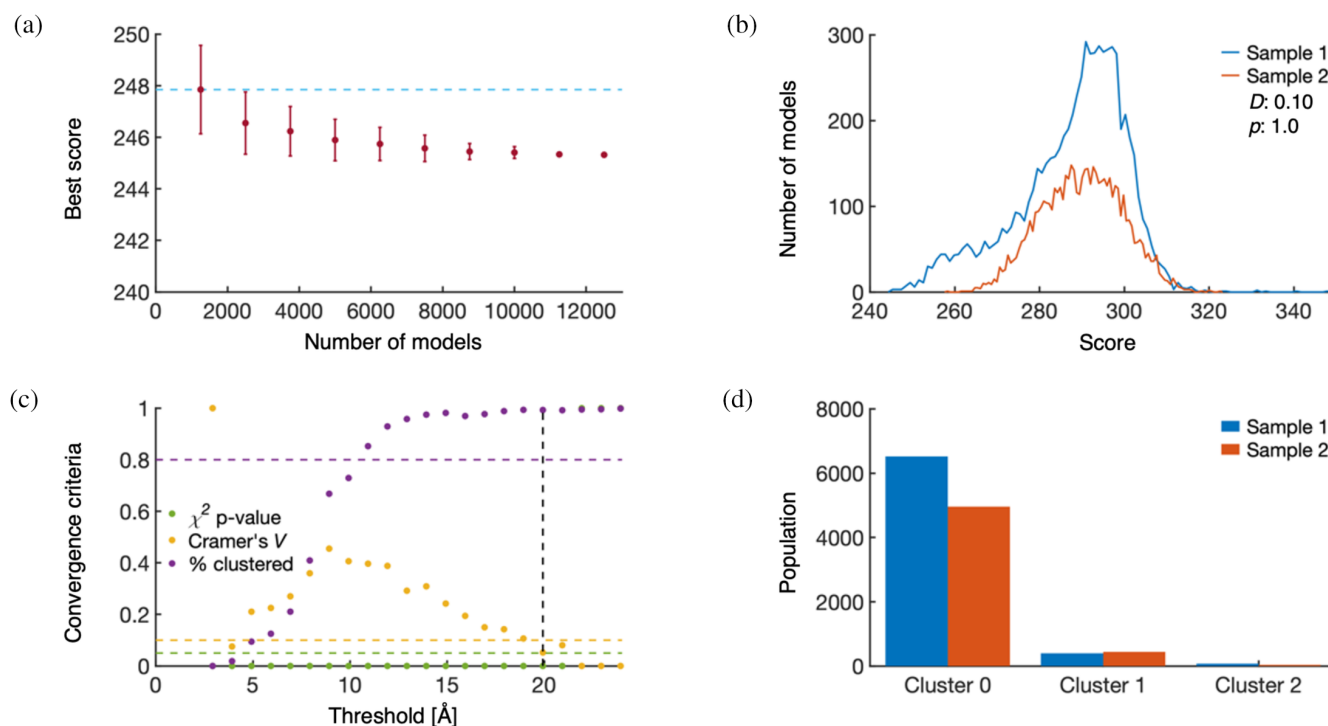 (a)
250
248
246
244
242
240
Best score
0 2000 4000 6000 8000 10000 12000
Number of models
(b)
300
200
100
0
Number of models
Sample 1
Sample 2
D: 0.10
p: 1.0
240 260 280 300 320 340
Score
(c)
1
0.8
0.6
0.4
0.2
0
Convergence criteria
χ² p-value
Cramer's V
% clustered
0 5 10 15 20
Threshold [Å]
(d)
8000
6000
4000
2000
0
Population
Sample 1
Sample 2
Cluster 0 Cluster 1 Cluster 2